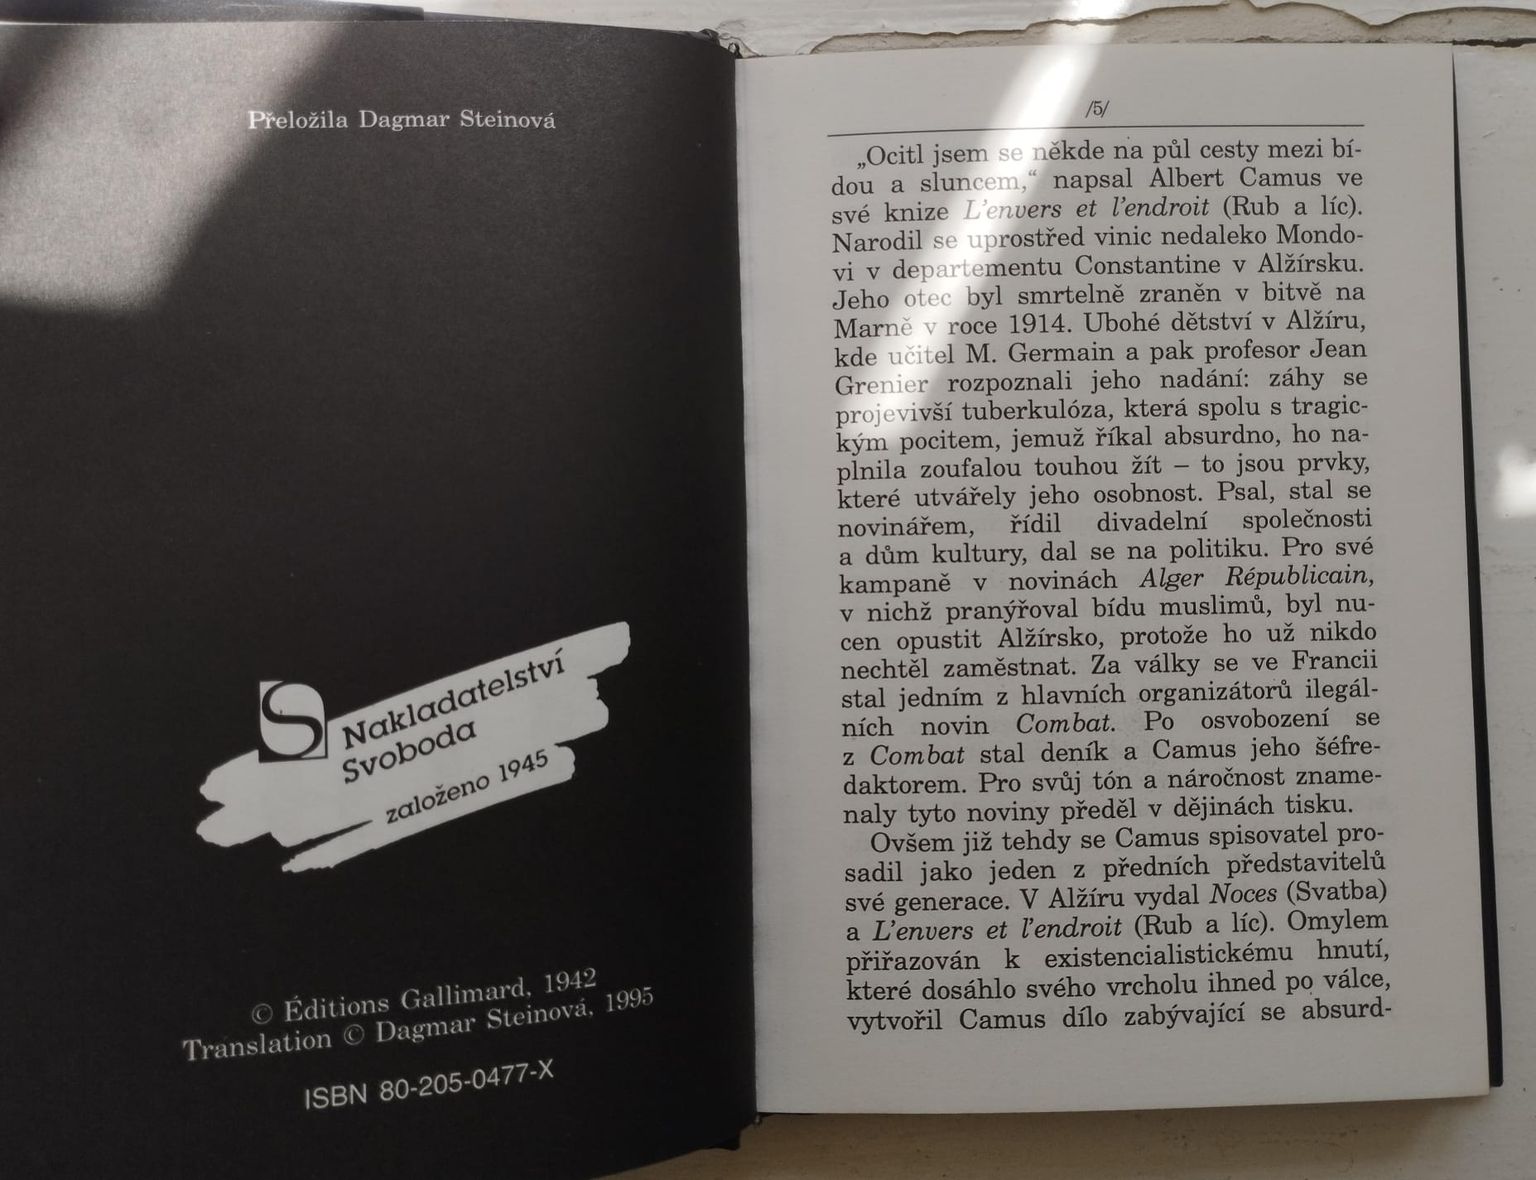 Přeložila Dagmar Steinová
Nakladatelství
Svoboda
založeno 1945
© Éditions Gallimard, 1942
Translation © Dagmar Steinová, 1995
ISBN 80-205-0477-X
/5/
„Ocitl jsem se někde na půl cesty mezi bí-
dou a sluncem,“ napsal Albert Camus ve
své knize L'envers et l'endroit (Rub a líc).
Narodil se uprostřed vinic nedaleko Mondo-
vi v departementu Constantine v Alžírsku.
Jeho otec byl smrtelně zraněn v bitvě na
Marně v roce 1914. Ubohé dětství v Alžíru,
kde učitel M. Germain a pak profesor Jean
Grenier rozpoznali jeho nadání: záhy se
projevivší tuberkulóza, která spolu s tragic-
kým pocitem, jemuž říkal absurdno, ho na-
plnila zoufalou touhou žít – to jsou prvky,
které utvářely jeho osobnost. Psal, stal se
novinářem, řídil divadelní společnosti
a dům kultury, dal se na politiku. Pro své
kampaně v novinách Alger Républicain,
v nichž pranýřoval bídu muslimů, byl nu-
cen opustit Alžírsko, protože ho už nikdo
nechtěl zaměstnat. Za války se ve Francii
stal jedním z hlavních organizátorů ilegál-
ních novin Combat. Po osvobození se
z Combat stal deník a Camus jeho šéfre-
daktorem. Pro svůj tón a náročnost zname-
naly tyto noviny předěl v dějinách tisku.
Ovšem již tehdy se Camus spisovatel pro-
sadil jako jeden z předních představitelů
své generace. V Alžíru vydal Noces (Svatba)
a L'envers et l'endroit (Rub a líc). Omylem
přiřazován k existencialistickému hnutí,
které dosáhlo svého vrcholu ihned po válce,
vytvořil Camus dílo zabývající se absurd-